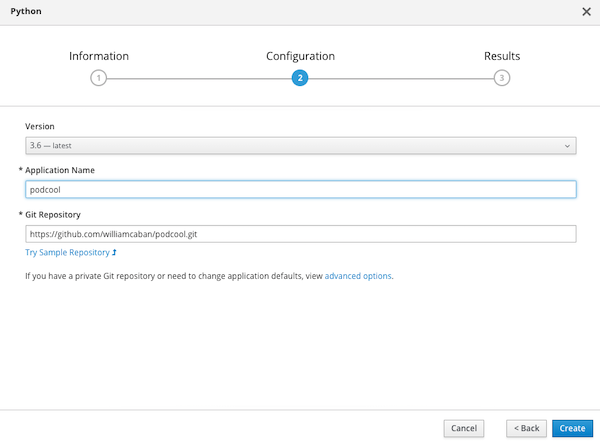 Python
Information Configuration Results
1 2 3
Version
3.6 — latest
* Application Name
podcool
* Git Repository
https://github.com/williamcaban/podcool.git
Try Sample Repository
If you have a private Git repository or need to change application defaults, view advanced options.
Cancel < Back Create